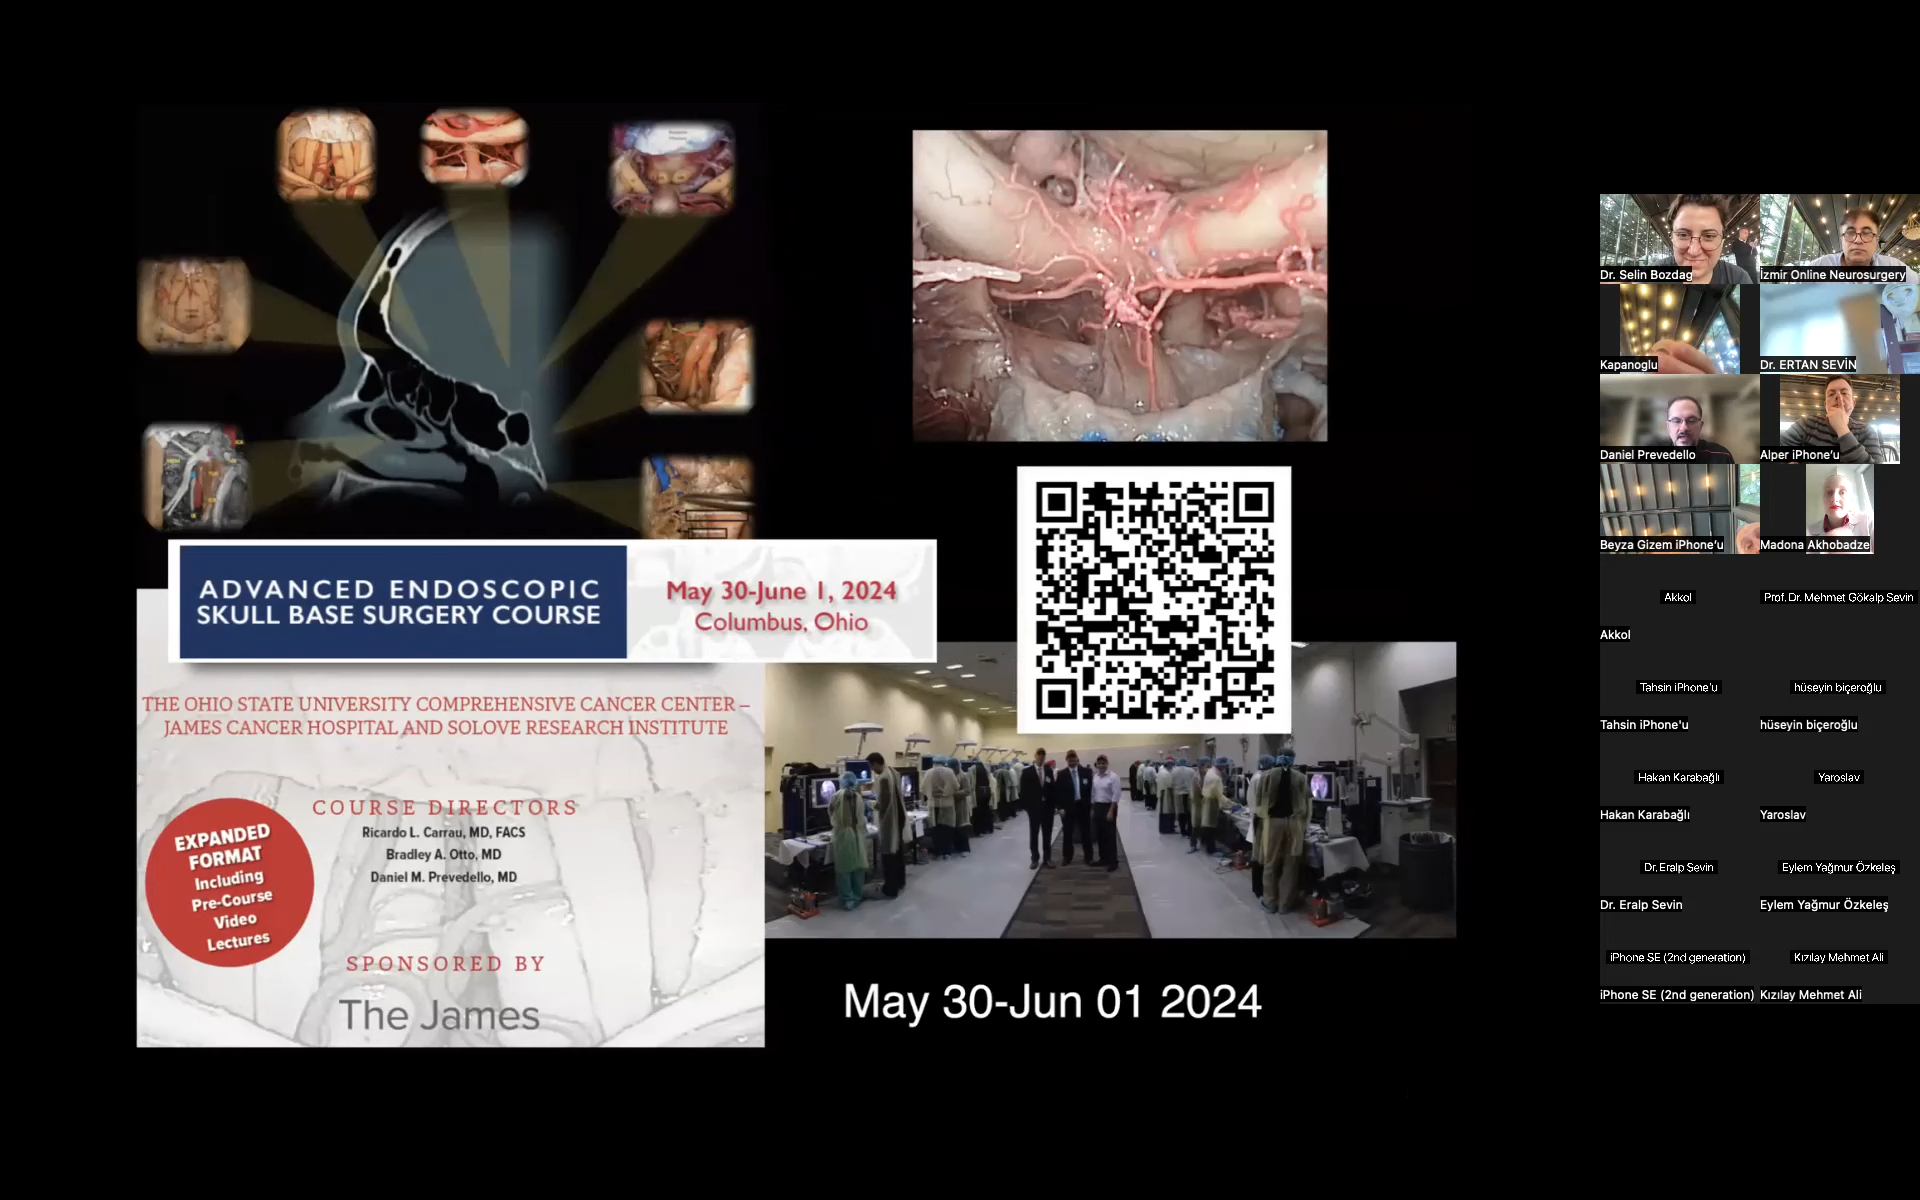 ADVANCED ENDOSCOPIC
SKULL BASE SURGERY COURSE
May 30-June 1, 2024
Columbus, Ohio
THE OHIO STATE UNIVERSITY COMPREHENSIVE CANCER CENTER –
JAMES CANCER HOSPITAL AND SOLOVE RESEARCH INSTITUTE
COURSE DIRECTORS
Ricardo L. Carrau, MD, FACS
Bradley A. Otto, MD
Daniel M. Prevedello, MD
EXPANDED
FORMAT
Including
Pre-Course
Video
Lectures
SPONSORED BY
The James
May 30-Jun 01 2024
Dr. Selin Bozdag
İzmir Online Neurosurgery
Kapanoglu
Dr. ERTAN SEVİN
Daniel Prevedello
Alper iPhone'u
Beyza Gizem iPhone'u
Madona Akhobadze
Akkol
Prof. Dr. Mehmet Gökalp Sevin
Akkol
Tahsin iPhone'u
hüseyin biçeroğlu
Tahsin iPhone'u
hüseyin biçeroğlu
Hakan Karabağlı
Yaroslav
Hakan Karabağlı
Yaroslav
Dr. Eralp Sevin
Eylem Yağmur Özkeleş
Dr. Eralp Sevin
Eylem Yağmur Özkeleş
iPhone SE (2nd generation)
Kızılay Mehmet Ali
iPhone SE (2nd generation)
Kızılay Mehmet Ali